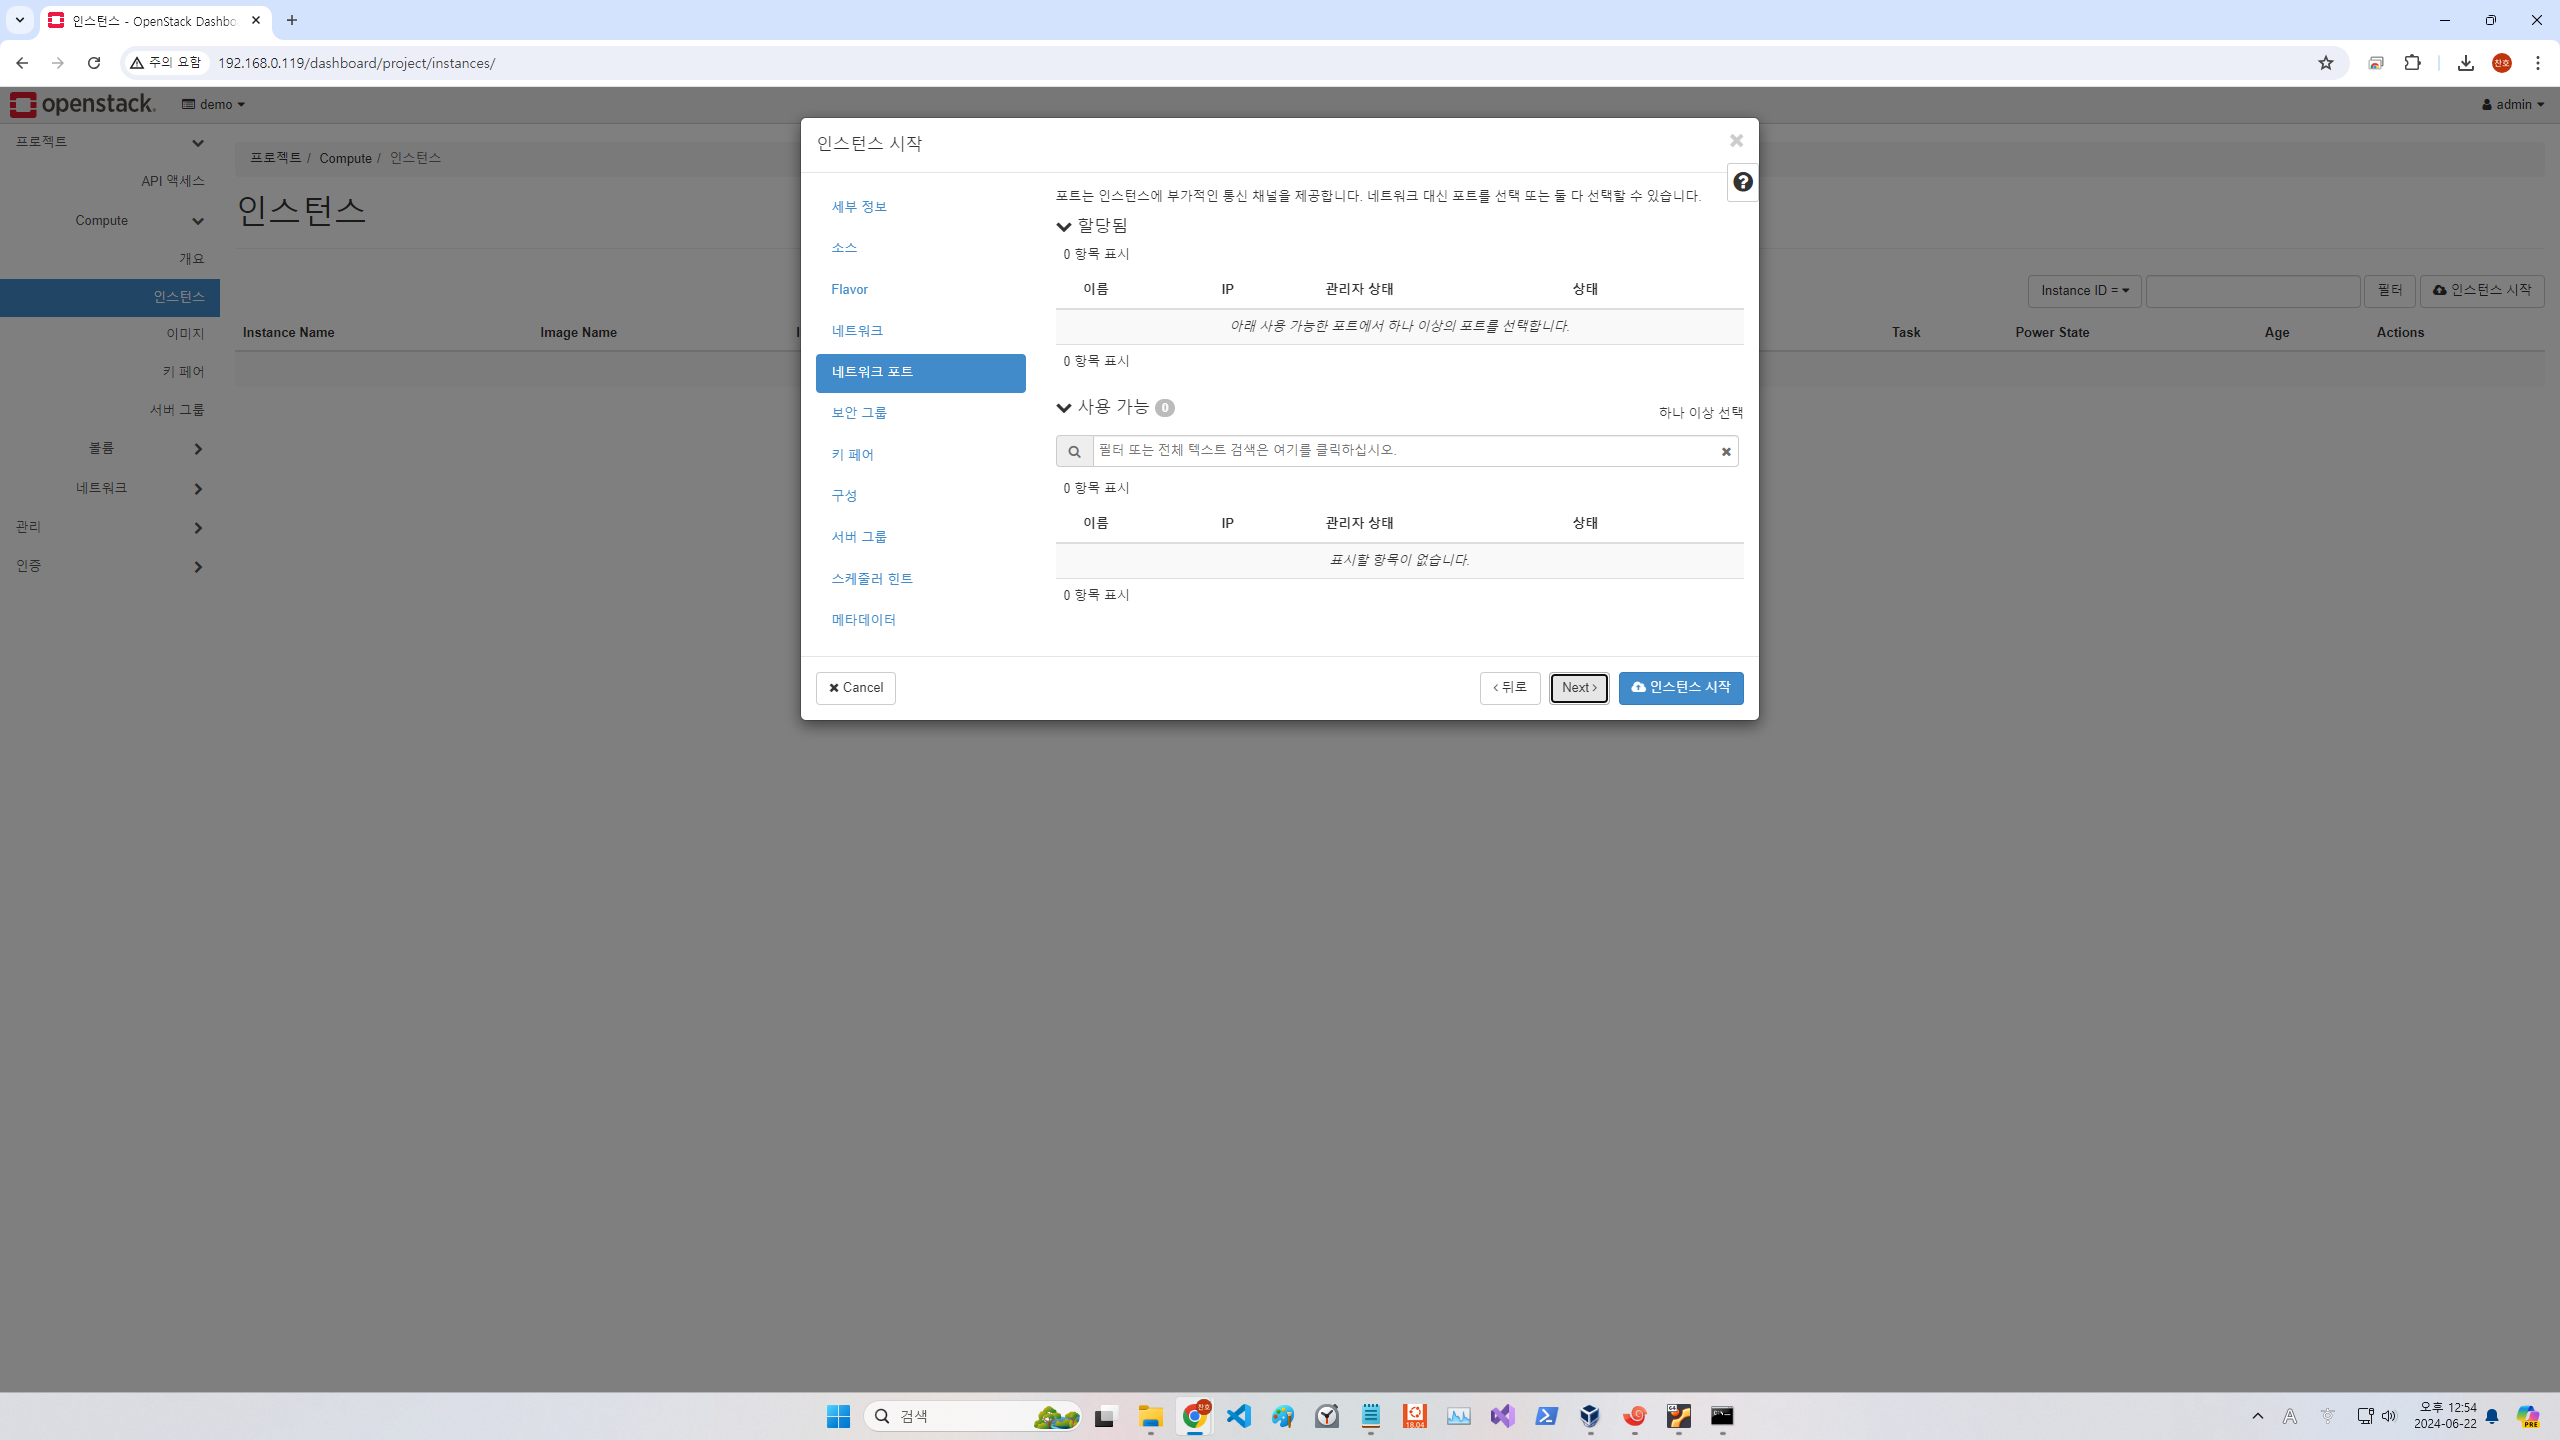 인스턴스 - OpenStack Dashbo
주의 요함 192.168.0.119/dashboard/project/instances/
찬호
openstack. demo admin
프로젝트
API 액세스
Compute
개요
인스턴스
이미지
키 페어
서버 그룹
볼륨
네트워크
관리
인증
프로젝트 / Compute / 인스턴스
인스턴스
Instance ID = 필터 인스턴스 시작
Instance Name Image Name I Task Power State Age Actions
인스턴스 시작
세부 정보
소스
Flavor
네트워크
네트워크 포트
보안 그룹
키 페어
구성
서버 그룹
스케줄러 힌트
메타데이터
포트는 인스턴스에 부가적인 통신 채널을 제공합니다. 네트워크 대신 포트를 선택 또는 둘 다 선택할 수 있습니다.
할당됨
0 항목 표시
이름 IP 관리자 상태 상태
아래 사용 가능한 포트에서 하나 이상의 포트를 선택합니다.
0 항목 표시
사용 가능 0 하나 이상 선택
필터 또는 전체 텍스트 검색은 여기를 클릭하십시오.
0 항목 표시
이름 IP 관리자 상태 상태
표시할 항목이 없습니다.
0 항목 표시
Cancel < 뒤로 Next > 인스턴스 시작
검색 찬호 18.04 A 오후 12:54 PRE
2024-06-22